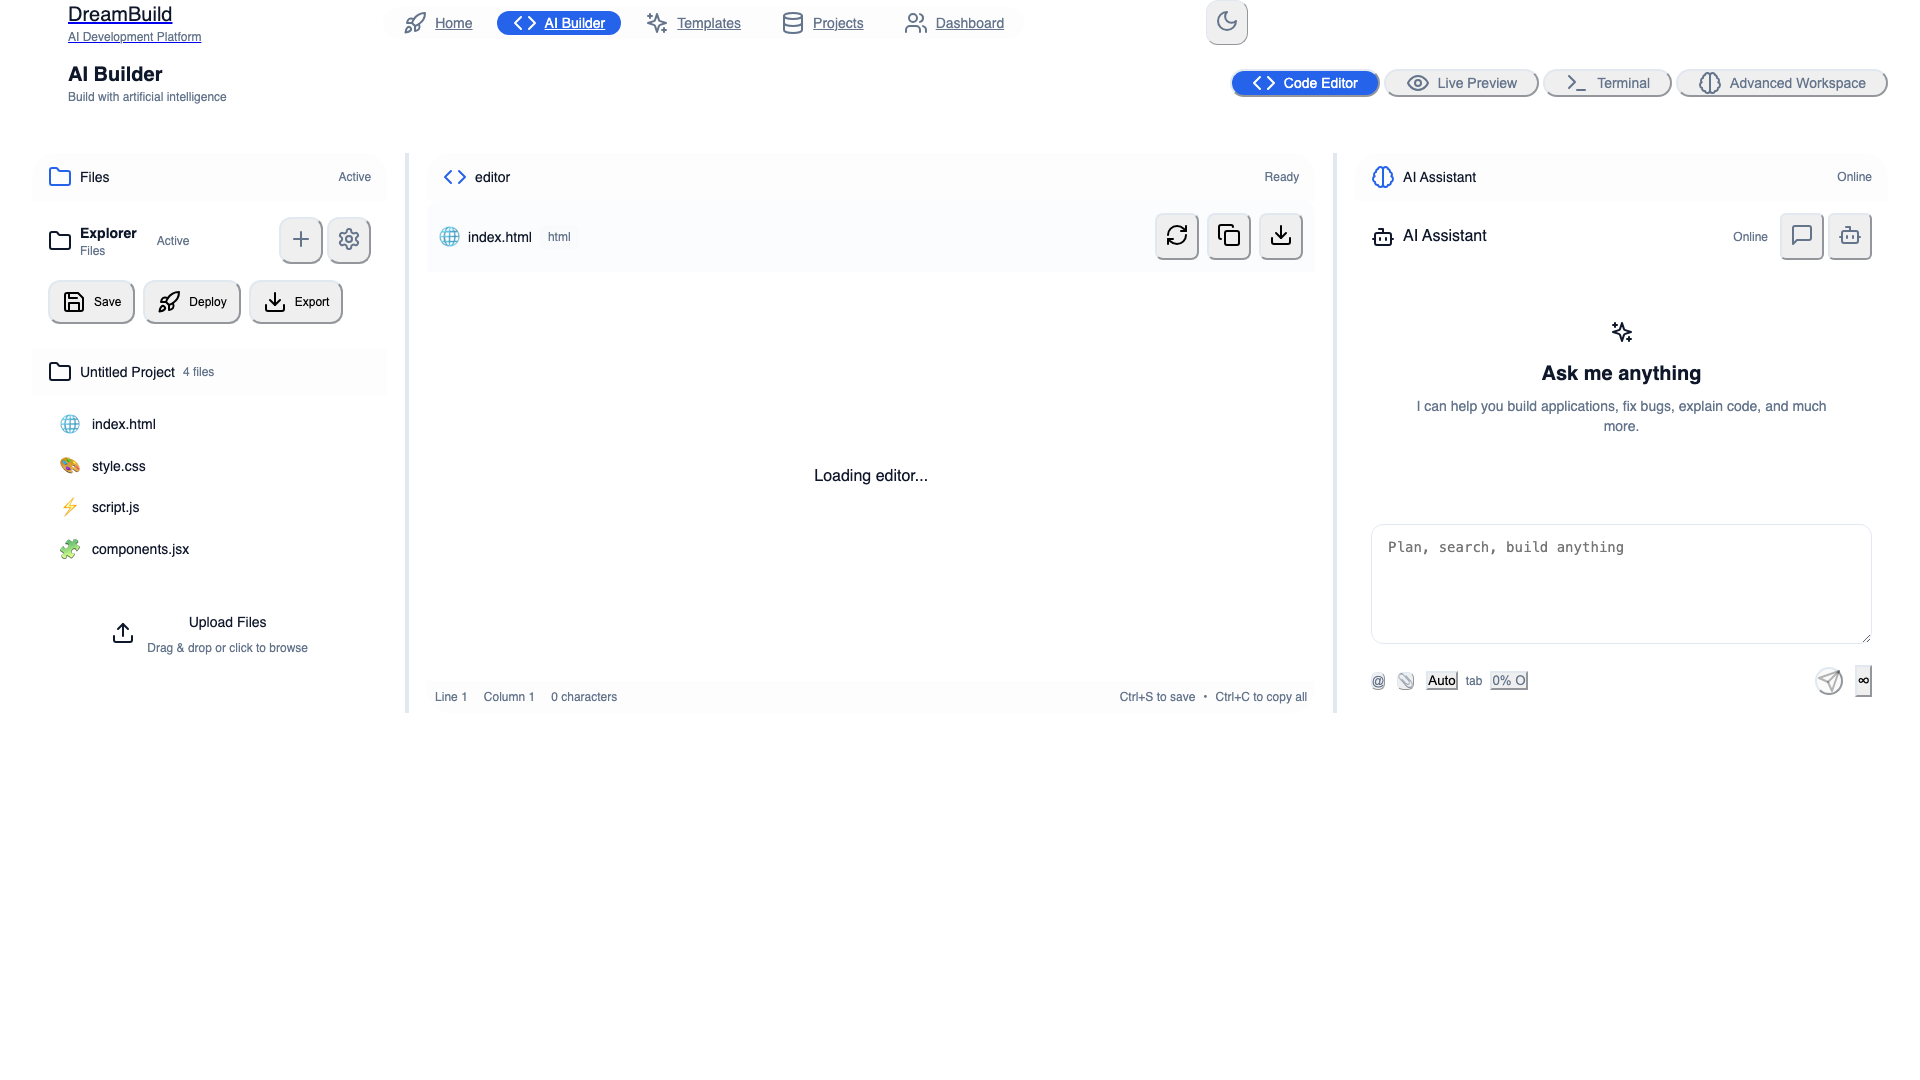 DreamBuild
AI Development Platform
Home
AI Builder
Templates
Projects
Dashboard
AI Builder
Build with artificial intelligence
Code Editor
Live Preview
Terminal
Advanced Workspace
Files
Active
Explorer
Files
Active
Save
Deploy
Export
Untitled Project 4 files
index.html
style.css
script.js
components.jsx
Upload Files
Drag & drop or click to browse
editor
Ready
index.html html
Loading editor...
Line 1 Column 1 0 characters
Ctrl+S to save • Ctrl+C to copy all
AI Assistant
Online
AI Assistant
Online
Ask me anything
I can help you build applications, fix bugs, explain code, and much
more.
Plan, search, build anything
@ Auto tab 0% O
∞